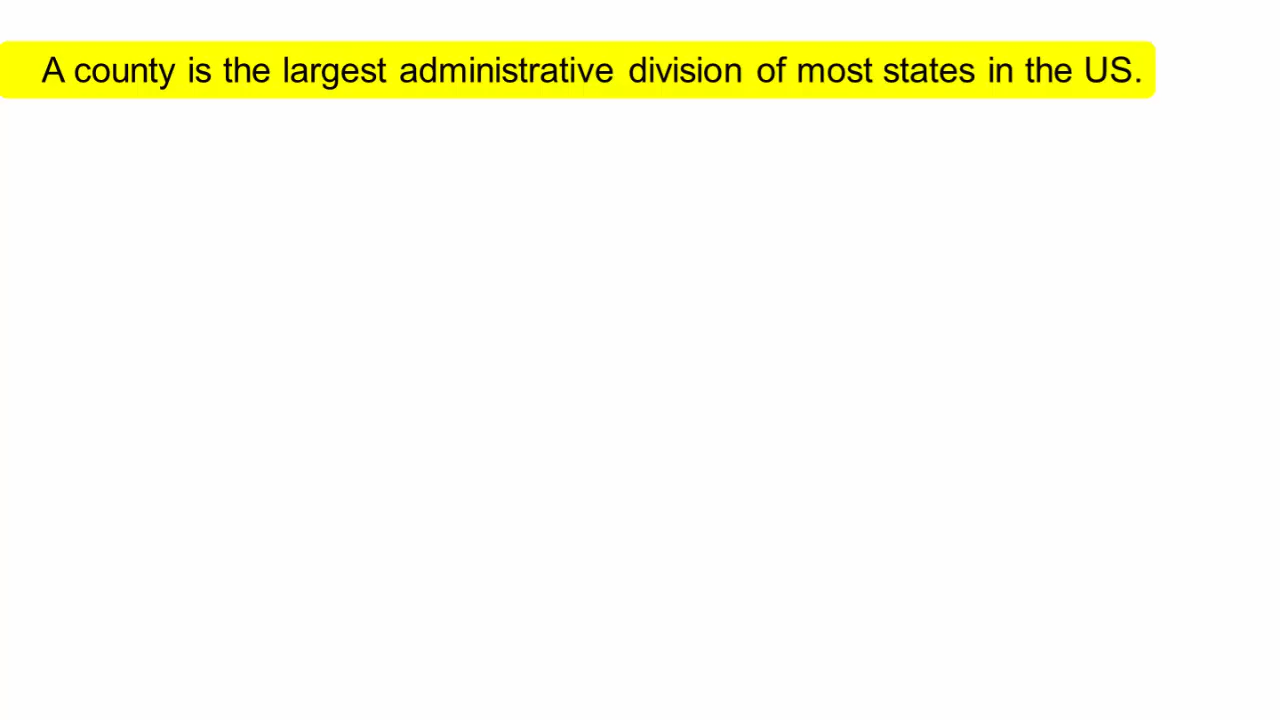 A county is the largest administrative division of most states in the US.